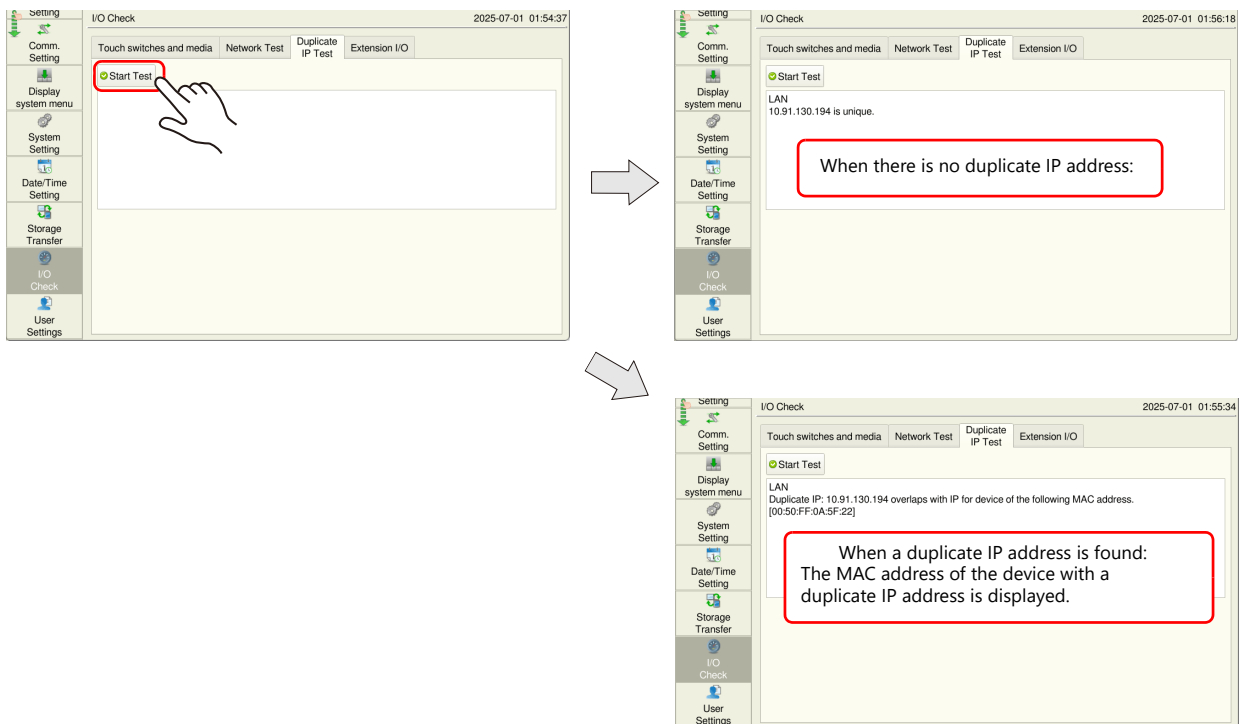 Setting
Comm.
Setting
Display
system menu
System
Setting
Date/Time
Setting
Storage
Transfer
I/O
Check
User
Settings
I/O Check 2025-07-01 01:54:37
Touch switches and media Network Test Duplicate IP Test Extension I/O
Start Test
Setting
Comm.
Setting
Display
system menu
System
Setting
Date/Time
Setting
Storage
Transfer
I/O
Check
User
Settings
I/O Check 2025-07-01 01:56:18
Touch switches and media Network Test Duplicate IP Test Extension I/O
Start Test
LAN
10.91.130.194 is unique.
When there is no duplicate IP address:
Setting
Comm.
Setting
Display
system menu
System
Setting
Date/Time
Setting
Storage
Transfer
I/O
Check
User
Settings
I/O Check 2025-07-01 01:55:34
Touch switches and media Network Test Duplicate IP Test Extension I/O
Start Test
LAN
Duplicate IP: 10.91.130.194 overlaps with IP for device of the following MAC address.
[00:50:FF:0A:5F:22]
When a duplicate IP address is found:
The MAC address of the device with a
duplicate IP address is displayed.